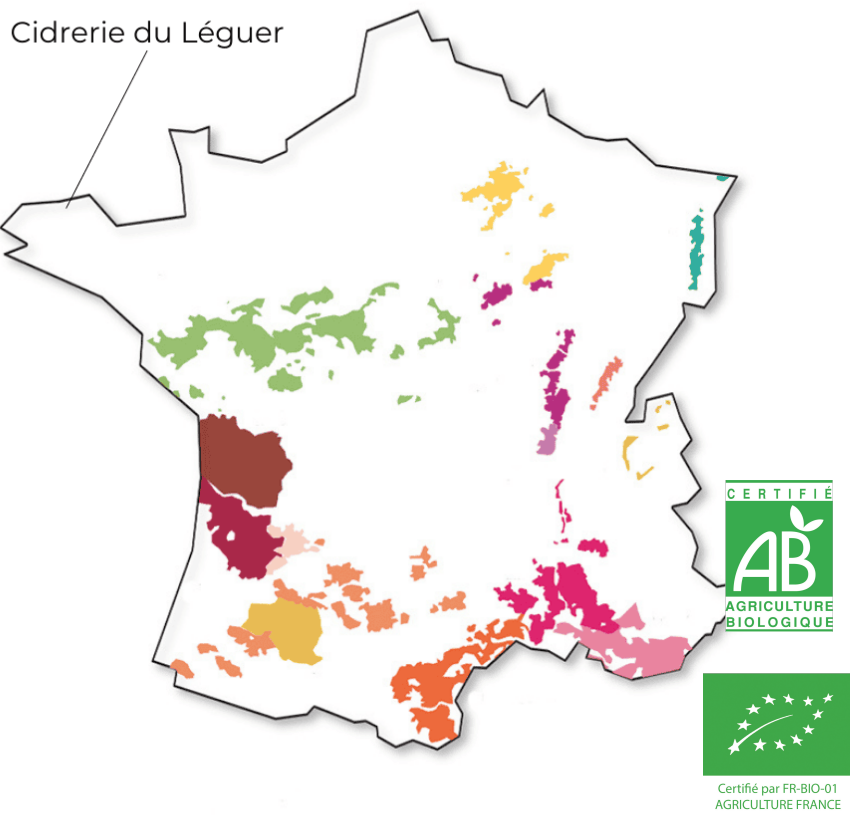 Cidrerie du Léguer
CERTIFIÉ
AB
AGRICULTURE
BIOLOGIQUE
Certifié par FR-BIO-01
AGRICULTURE FRANCE